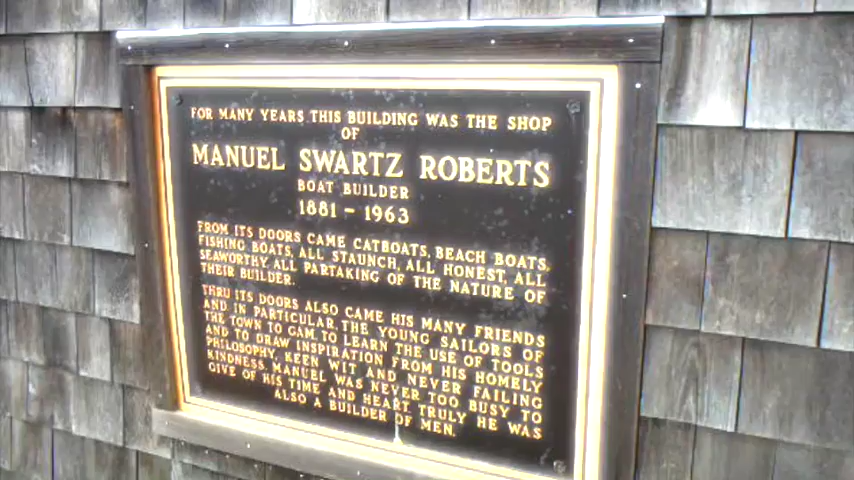 FOR MANY YEARS THIS BUILDING WAS THE SHOP
OF
MANUEL SWARTZ ROBERTS
BOAT BUILDER
1881 - 1963
FROM ITS DOORS CAME CATBOATS, BEACH BOATS,
FISHING BOATS, ALL STAUNCH, ALL HONEST, ALL
SEAWORTHY, ALL PARTAKING OF THE NATURE OF
THEIR BUILDER.
THRU ITS DOORS ALSO CAME HIS MANY FRIENDS
AND IN PARTICULAR, THE YOUNG SAILORS OF
THE TOWN TO GAM, TO LEARN THE USE OF TOOLS
AND TO DRAW INSPIRATION FROM HIS HOMELY
PHILOSOPHY, KEEN WIT AND NEVER FAILING
KINDNESS. MANUEL WAS NEVER TOO BUSY TO
GIVE OF HIS TIME AND HEART. TRULY HE WAS
ALSO A BUILDER OF MEN.